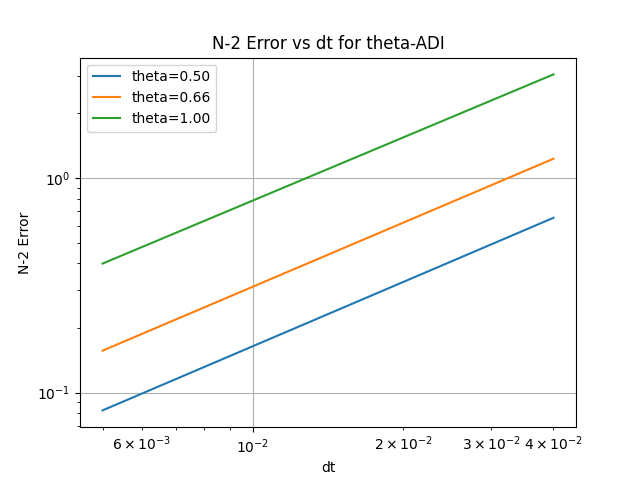 N-2 Error vs dt for theta-ADI
theta=0.50
theta=0.66
theta=1.00
N-2 Error
10⁰
10⁻¹
6 × 10⁻³
10⁻²
2 × 10⁻²
3 × 10⁻²
4 × 10⁻²
dt